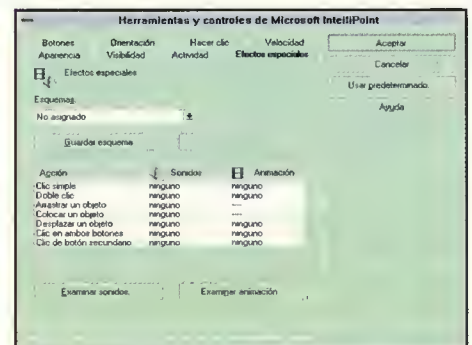 Herramientas y controles de Microsoft IntelliPoint
Botones Orientación Hacer clic Velocidad
Apariencia Visibilidad Actividad Efectos especiales
Efectos especiales
Esquemas
No asignado
Guardar esquema
Aceptar
Cancelar
Usar predeterminado
Ayuda
Acción Sonidos Animación
Clic simple ninguno ninguno
Doble clic ninguno ninguno
Arrastrar un objeto ninguno ---
Colocar un objeto ninguno ---
Desplazar un objeto ninguno ninguno
Clic en ambos botones ninguno ninguno
Clic de botón secundario ninguno ninguno
Examinar sonidos. Examinar animación